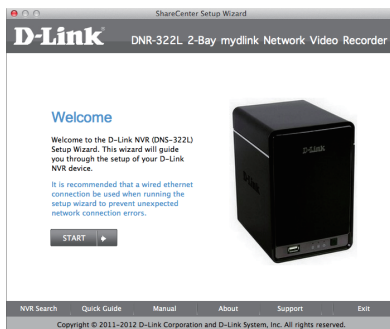 ShareCenter Setup Wizard
D-Link
DNR-322L 2-Bay mydlink Network Video Recorder
Welcome
Welcome to the D-Link NVR (DNS-322L)
Setup Wizard. This wizard will guide
you through the setup of your D-Link
NVR device.
It is recommended that a wired ethernet
connection be used when running the
setup wizard to prevent unexpected
network connection errors.
START
D-Link
D-Link
NVR Search Quick Guide Manual About Support Exit
Copyright © 2011-2012 D-Link Corporation and D-Link System, Inc. All rights reserved.